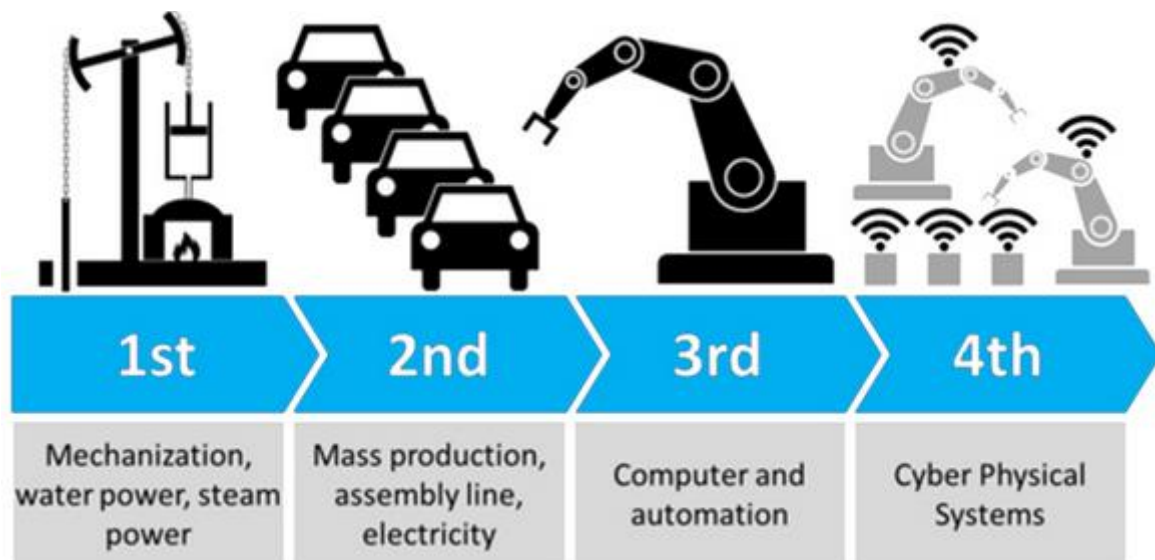 1st
2nd
3rd
4th
Mechanization,
water power, steam
power
Mass production,
assembly line,
electricity
Computer and
automation
Cyber Physical
Systems